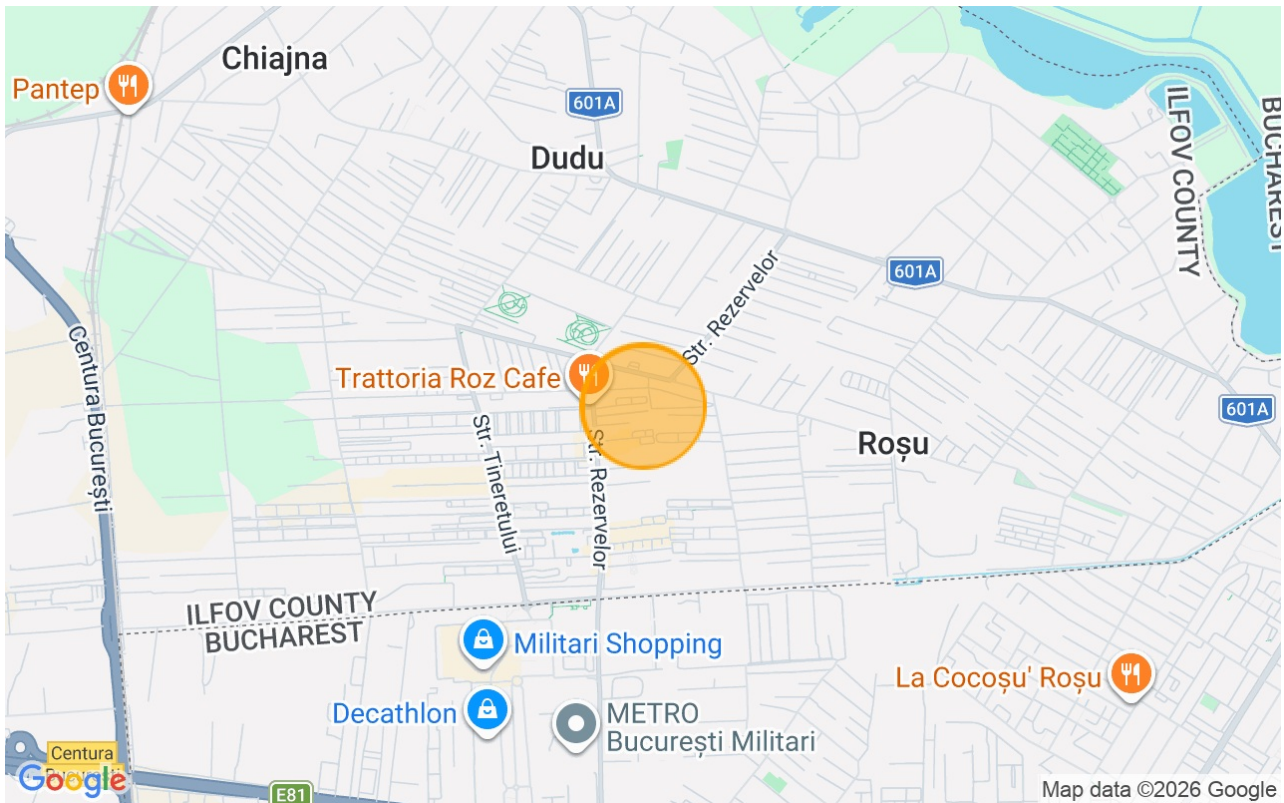 Chiajna
Pantep
601A
Dudu
ILFOV COUNTY
BUCHAREST
601A
Str. Rezervelor
Centura București
Trattoria Roz Cafe
601A
Str. Tineretului
Str. Rezervelor
Roșu
ILFOV COUNTY
BUCHAREST
Militari Shopping
La Cocoșu' Roșu
Decathlon
METRO
București Militari
Centura
București
Google
E81
Map data ©2026 Google